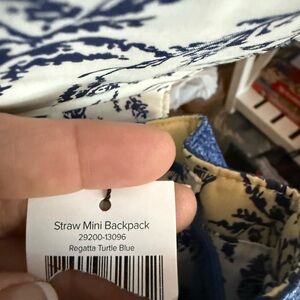 Straw Mini Backpack
29200-13096
Regatta Turtle Blue